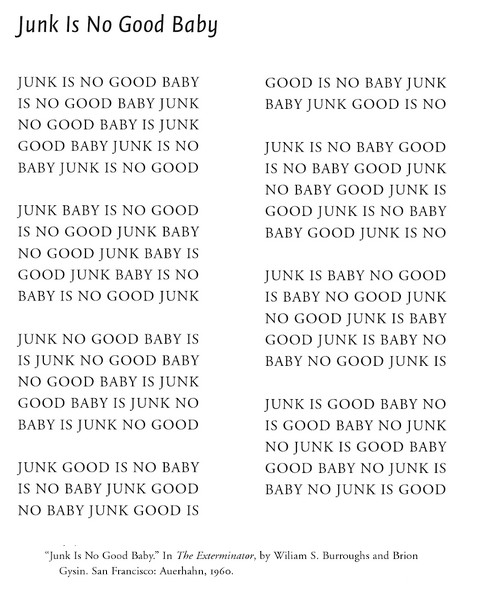 Junk Is No Good Baby
JUNK IS NO GOOD BABY
IS NO GOOD BABY JUNK
NO GOOD BABY IS JUNK
GOOD BABY JUNK IS NO
BABY JUNK IS NO GOOD
JUNK BABY IS NO GOOD
IS NO GOOD JUNK BABY
NO GOOD JUNK BABY IS
GOOD JUNK BABY IS NO
BABY IS NO GOOD JUNK
JUNK NO GOOD BABY IS
IS JUNK NO GOOD BABY
NO GOOD BABY IS JUNK
GOOD BABY IS JUNK NO
BABY IS JUNK NO GOOD
JUNK GOOD IS NO BABY
IS NO BABY JUNK GOOD
NO BABY JUNK GOOD IS
GOOD IS NO BABY JUNK
BABY JUNK GOOD IS NO
JUNK IS NO BABY GOOD
IS NO BABY GOOD JUNK
NO BABY GOOD JUNK IS
GOOD JUNK IS NO BABY
BABY GOOD JUNK IS NO
JUNK IS BABY NO GOOD
IS BABY NO GOOD JUNK
NO GOOD JUNK IS BABY
GOOD JUNK IS BABY NO
BABY NO GOOD JUNK IS
JUNK IS GOOD BABY NO
IS GOOD BABY NO JUNK
NO JUNK IS GOOD BABY
GOOD BABY NO JUNK IS
BABY NO JUNK IS GOOD
“Junk Is No Good Baby.” In The Exterminator, by Wiliam S. Burroughs and Brion
Gysin. San Francisco: Auerhahn, 1960.